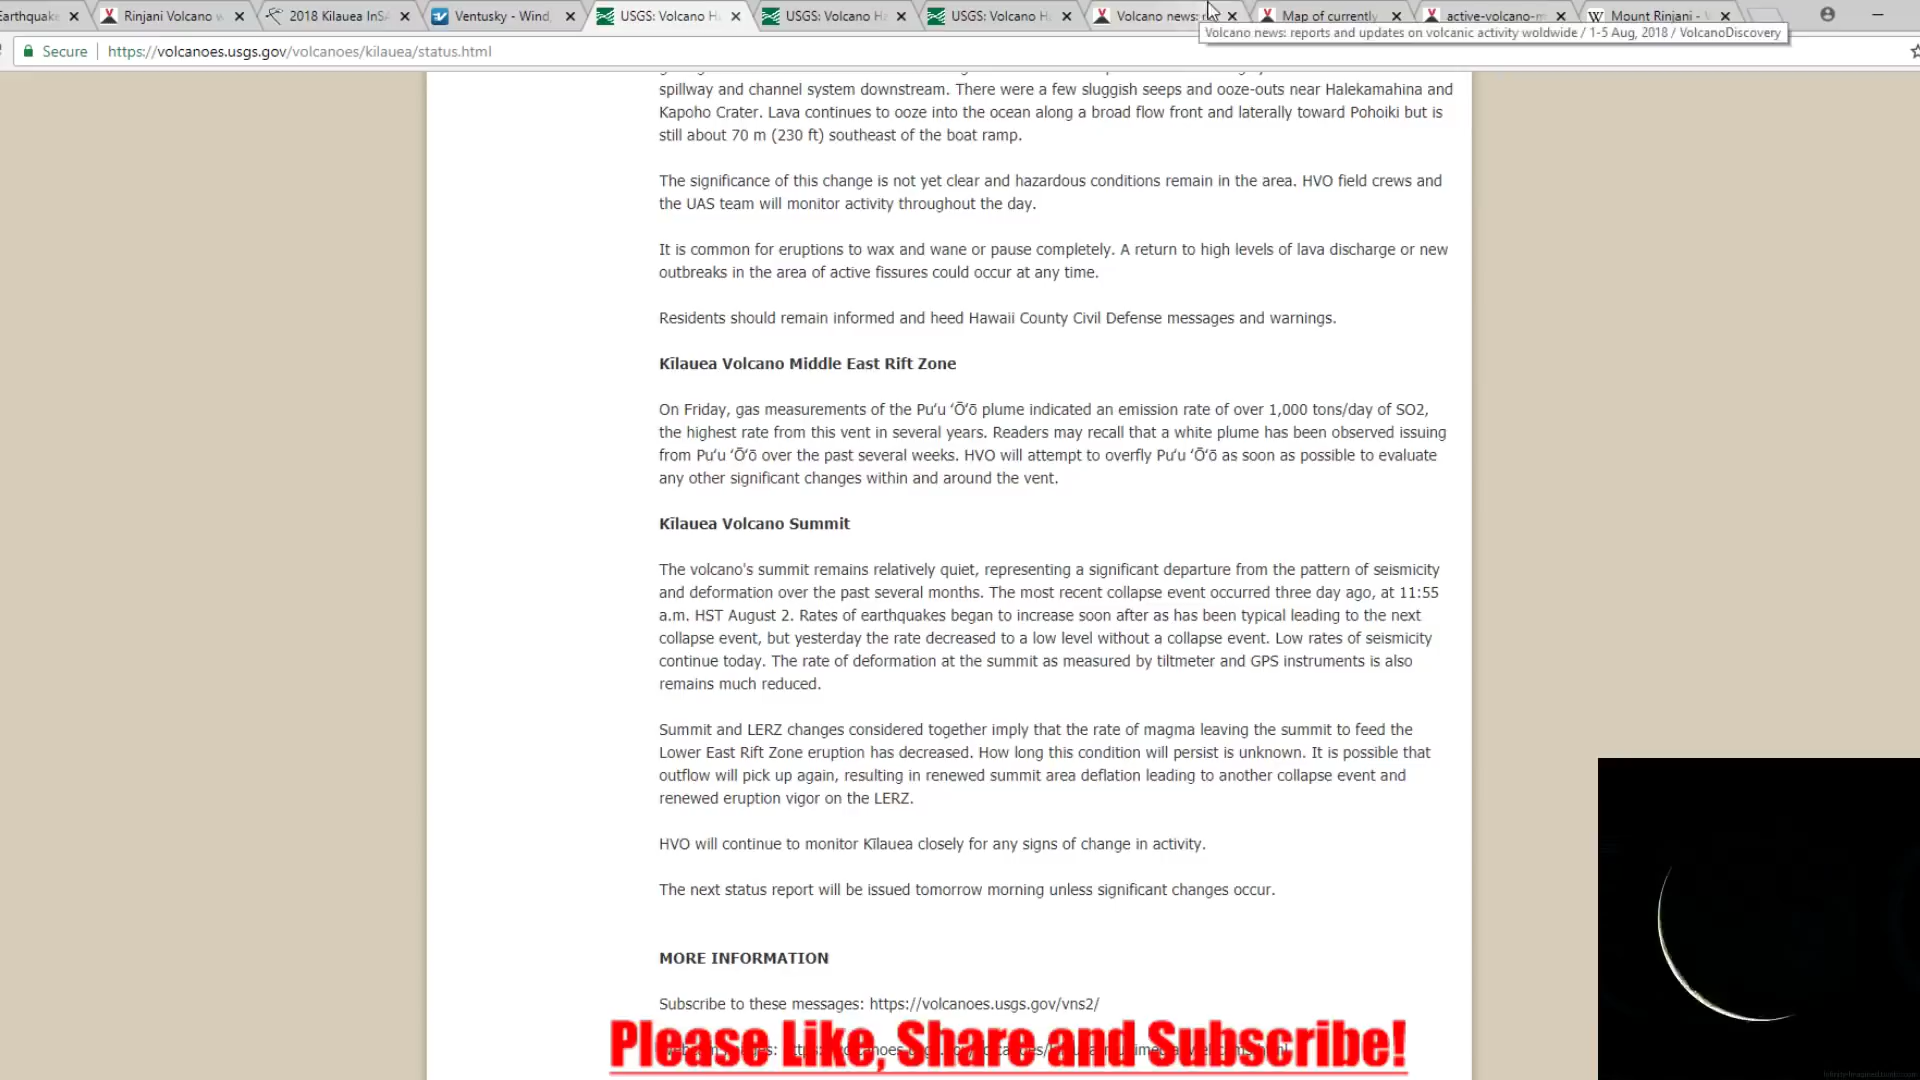 Earthquake
Rinjani Volcano
2018 Kilauea InSA
Ventusky - Wind,
USGS: Volcano H
USGS: Volcano Ha
USGS: Volcano H
Volcano news:
Map of currently
active-volcano-m
Mount Rinjani -
Volcano news: reports and updates on volcanic activity woldwide / 1-5 Aug, 2018 / VolcanoDiscovery
Secure https://volcanoes.usgs.gov/volcanoes/kilauea/status.html
spillway and channel system downstream. There were a few sluggish seeps and ooze-outs near Halekamahina and
Kapoho Crater. Lava continues to ooze into the ocean along a broad flow front and laterally toward Pohoiki but is
still about 70 m (230 ft) southeast of the boat ramp.
The significance of this change is not yet clear and hazardous conditions remain in the area. HVO field crews and
the UAS team will monitor activity throughout the day.
It is common for eruptions to wax and wane or pause completely. A return to high levels of lava discharge or new
outbreaks in the area of active fissures could occur at any time.
Residents should remain informed and heed Hawaii County Civil Defense messages and warnings.
Kīlauea Volcano Middle East Rift Zone
On Friday, gas measurements of the Puʻu ʻŌʻō plume indicated an emission rate of over 1,000 tons/day of SO2,
the highest rate from this vent in several years. Readers may recall that a white plume has been observed issuing
from Puʻu ʻŌʻō over the past several weeks. HVO will attempt to overfly Puʻu ʻŌʻō as soon as possible to evaluate
any other significant changes within and around the vent.
Kīlauea Volcano Summit
The volcano's summit remains relatively quiet, representing a significant departure from the pattern of seismicity
and deformation over the past several months. The most recent collapse event occurred three day ago, at 11:55
a.m. HST August 2. Rates of earthquakes began to increase soon after as has been typical leading to the next
collapse event, but yesterday the rate decreased to a low level without a collapse event. Low rates of seismicity
continue today. The rate of deformation at the summit as measured by tiltmeter and GPS instruments is also
remains much reduced.
Summit and LERZ changes considered together imply that the rate of magma leaving the summit to feed the
Lower East Rift Zone eruption has decreased. How long this condition will persist is unknown. It is possible that
outflow will pick up again, resulting in renewed summit area deflation leading to another collapse event and
renewed eruption vigor on the LERZ.
HVO will continue to monitor Kīlauea closely for any signs of change in activity.
The next status report will be issued tomorrow morning unless significant changes occur.
MORE INFORMATION
Subscribe to these messages: https://volcanoes.usgs.gov/vns2/
Please Like, Share and Subscribe!